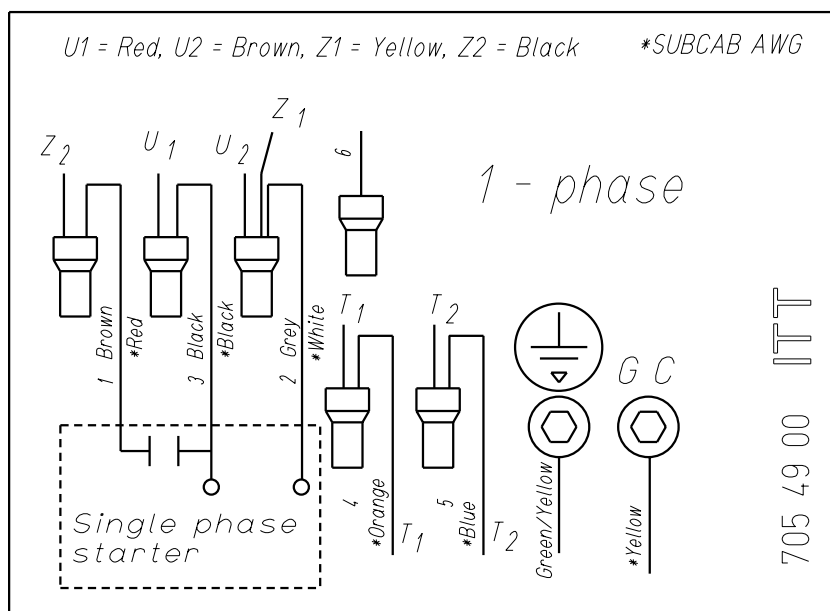 U1 = Red, U2 = Brown, Z1 = Yellow, Z2 = Black
*SUBCAB AWG
Z2
U1
U2
Z1
6
1 - phase
1 Brown
*Red
3 Black
*Black
2 Grey
*White
T1
T2
G C
ITT
705 49 00
4
*Orange
T1
5
*Blue
T2
Green/Yellow
*Yellow
Single phase
starter